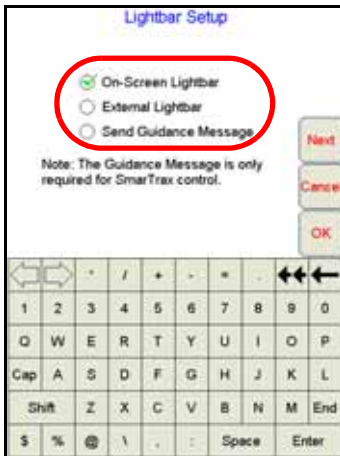 Lightbar Setup
On-Screen Lightbar
External Lightbar
Send Guidance Message
Note: The Guidance Message is only
required for SmarTrax control.
Next
Cancel
OK
' / + - = .
1 2 3 4 5 6 7 8 9 0
Q W E R T Y U I O P
Cap A S D F G H J K L
Shift Z X C V B N M End
$ % @ \ , : Space Enter